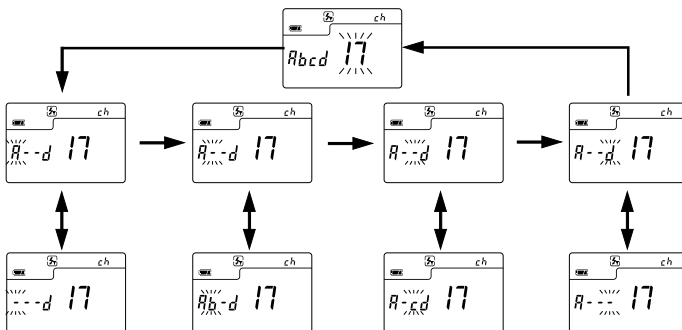 ch
Abcd 17
ch
A--d 17
ch
A--d 17
ch
A--d 17
ch
A--d 17
ch
---d 17
ch
Ab-d 17
ch
A-cd 17
ch
A--- 17